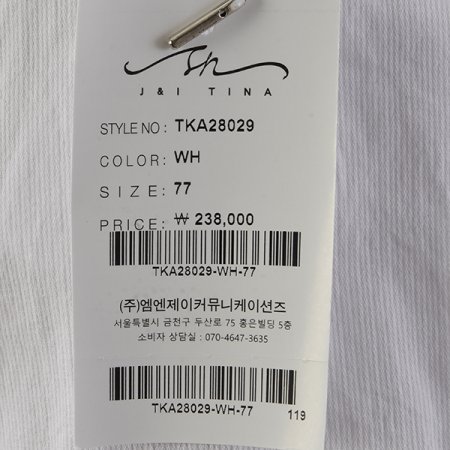 J & I TINA
STYLE NO : TKA28029
COLOR: WH
SIZE: 77
PRICE: ₩ 238,000
TKA28029-WH-77
(주)엠엔제이커뮤니케이션즈
서울특별시 금천구 두산로 75 홍은빌딩 5층
소비자 상담실 : 070-4647-3635
TKA28029-WH-77
119